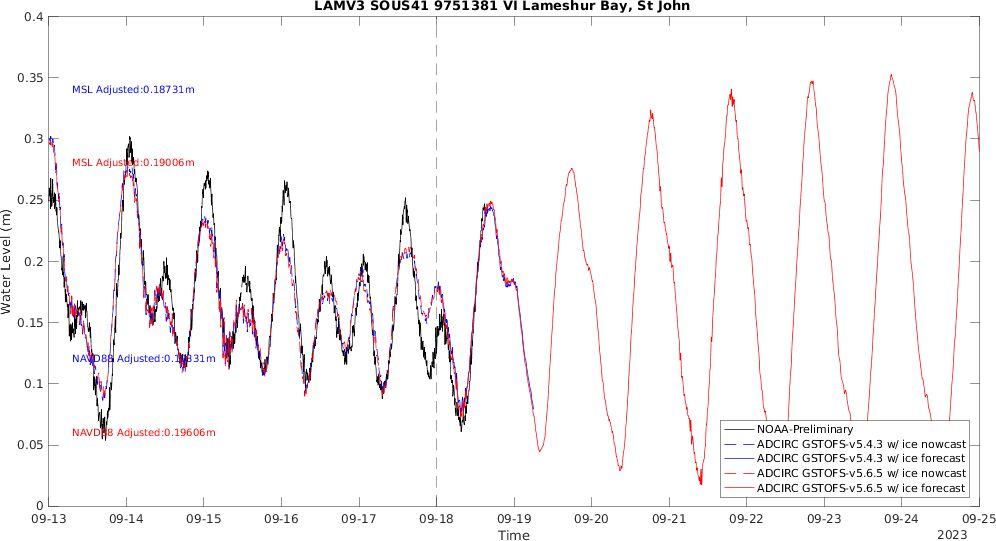 LAMV3 SOUS41 9751381 VI Lameshur Bay, St John
0.4
0.35
0.3
0.25
0.2
0.15
0.1
0.05
0
Water Level (m)
MSL Adjusted:0.18731m
MSL Adjusted:0.19006m
Adjusted:
NAVD88 Adjusted:0.19606m
NOAA-Preliminary
ADCIRC GSTOFS-v5.4.3 w/ ice nowcast
ADCIRC GSTOFS-v5.4.3 w/ ice forecast
ADCIRC GSTOFS-v5.6.5 w/ ice nowcast
ADCIRC GSTOFS-v5.6.5 w/ ice forecast
09-13 09-14 09-15 09-16 09-17 09-18 09-19 09-20 09-21 09-22 09-23 09-24 09-25
Time
2023